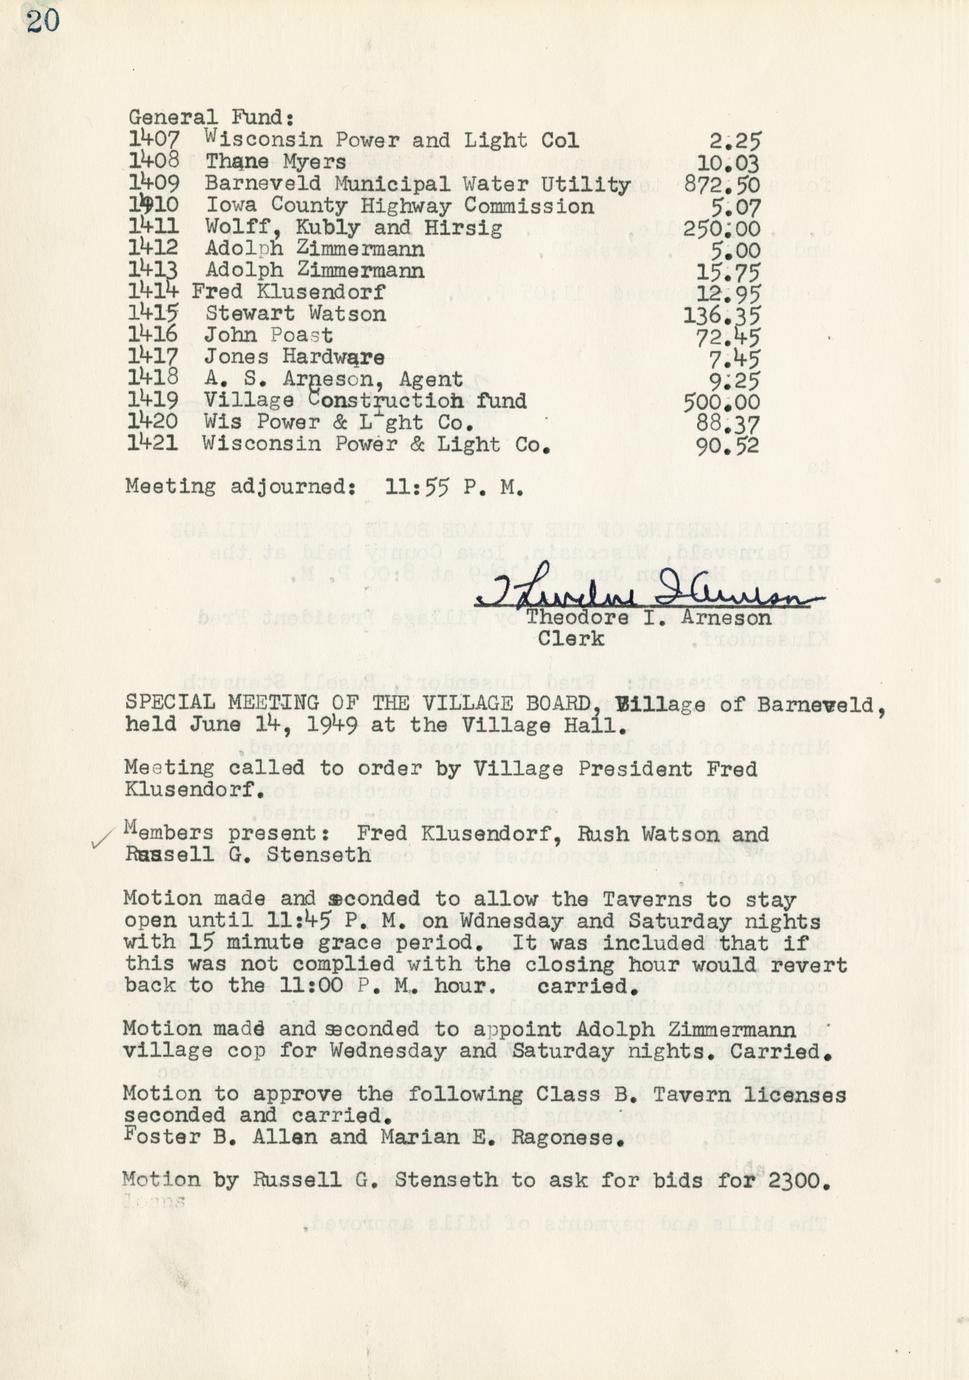 20
General Fund:
1407 Wisconsin Power and Light Col 2.25
1408 Thane Myers 10.03
1409 Barneveld Municipal Water Utility 872.50
1910 Iowa County Highway Commission 5.07
1411 Wolff, Kubly and Hirsig 250.00
1412 Adolph Zimmermann 5.00
1413 Adolph Zimmermann 15.75
1414 Fred Klusendorf 12.95
1415 Stewart Watson 136.35
1416 John Poast 72.45
1417 Jones Hardware 7.45
1418 A. S. Arneson, Agent 9.25
1419 Village Construction fund 500.00
1420 Wis Power & Light Co. 88.37
1421 Wisconsin Power & Light Co. 90.52
Meeting adjourned: 11:55 P. M.
Theodore I. Arneson
Theodore I. Arneson
Clerk
SPECIAL MEETING OF THE VILLAGE BOARD, Village of Barneveld,
held June 14, 1949 at the Village Hall.
Meeting called to order by Village President Fred
Klusendorf.
Members present: Fred Klusendorf, Rush Watson and
Russell G. Stenseth
Motion made and seconded to allow the Taverns to stay
open until 11:45 P. M. on Wdnesday and Saturday nights
with 15 minute grace period. It was included that if
this was not complied with the closing hour would revert
back to the 11:00 P. M. hour. carried.
Motion made and seconded to appoint Adolph Zimmermann
village cop for Wednesday and Saturday nights. Carried.
Motion to approve the following Class B. Tavern licenses
seconded and carried.
Foster B. Allen and Marian E. Ragonese.
Motion by Russell G. Stenseth to ask for bids for 2300.